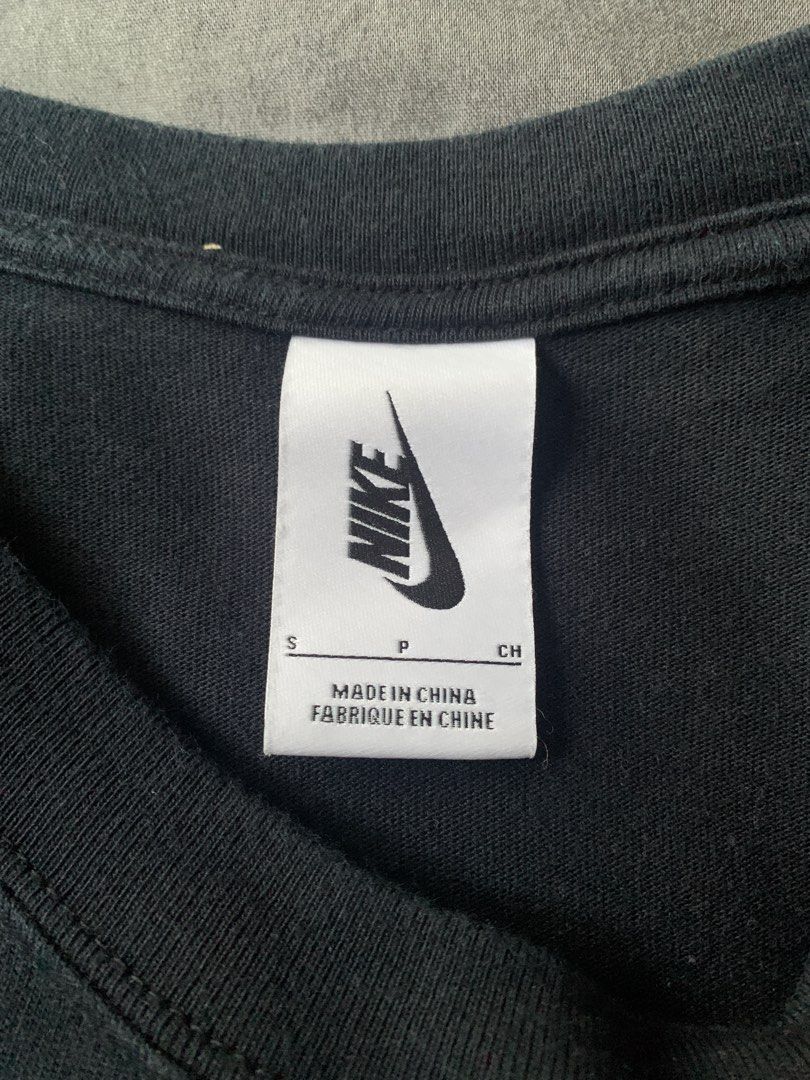 NIKE
S P CH
MADE IN CHINA
FABRIQUE EN CHINE